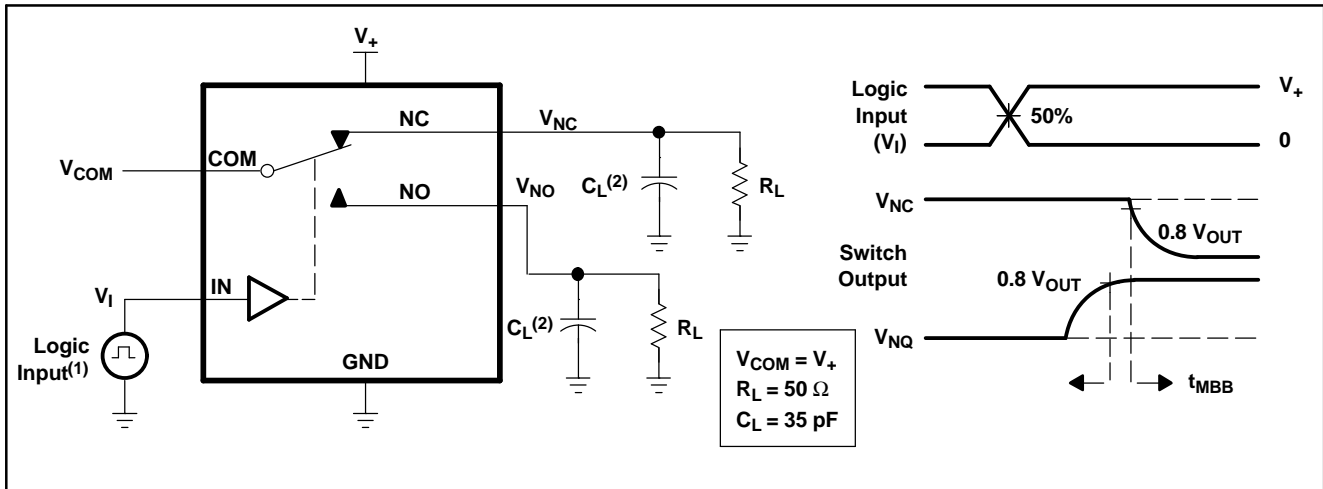 V+
NC
VNC
COM
VCOM
CL(2)
RL
NO
VNO
IN
VI
CL(2)
RL
Logic
Input(1)
GND
VCOM = V+
RL = 50 Ω
CL = 35 pF
Logic
Input
(VI)
50%
V+
0
VNC
0.8 VOUT
Switch
Output
0.8 VOUT
VNQ
tMBB